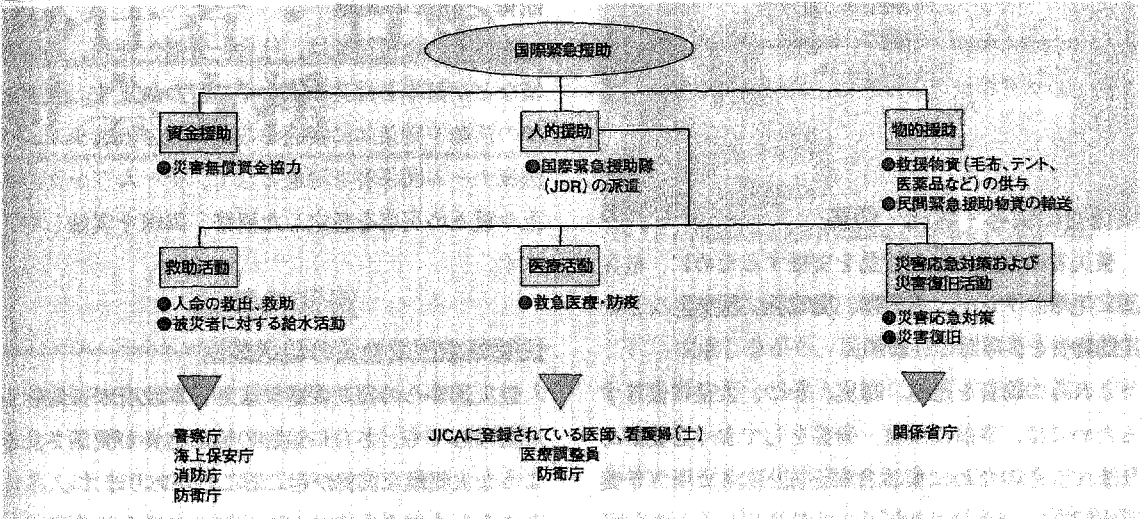 国際緊急援助
資金援助
●災害無償資金協力
人的援助
●国際緊急援助隊
(JDR)の派遣
物的援助
●救援物資(毛布、テント、
医薬品など)の供与
●民間緊急援助物資の輸送
救助活動
●人命の救出、救助
●被災者に対する給水活動
医療活動
●救急医療・防疫
災害応急対策および
災害復旧活動
●災害応急対策
●災害復旧
警察庁
海上保安庁
消防庁
防衛庁
JICAに登録されている医師、看護婦(士)
医療調整員
防衛庁
関係省庁